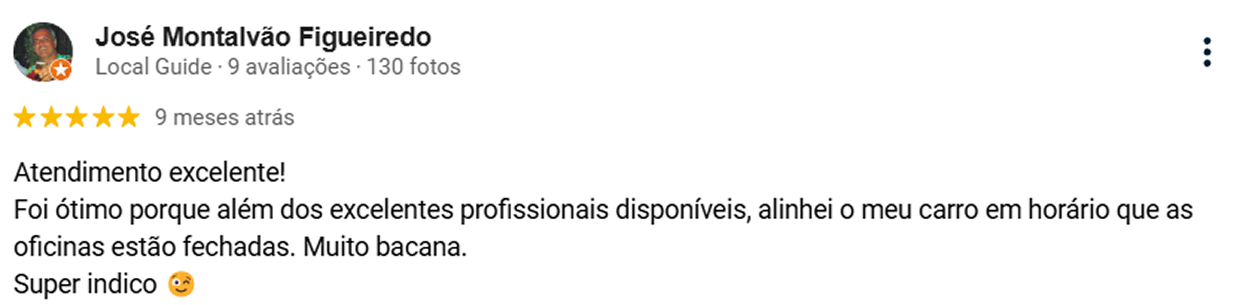 José Montalvão Figueiredo
Local Guide · 9 avaliações · 130 fotos
9 meses atrás
Atendimento excelente!
Foi ótimo porque além dos excelentes profissionais disponíveis, alinhei o meu carro em horário que as
oficinas estão fechadas. Muito bacana.
Super indico 😉